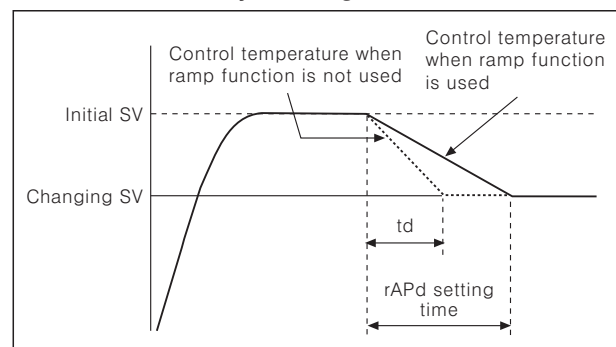 Control temperature when
ramp function is not used
Control temperature
when ramp function
is used
Initial SV
Changing SV
td
rAPd setting
time